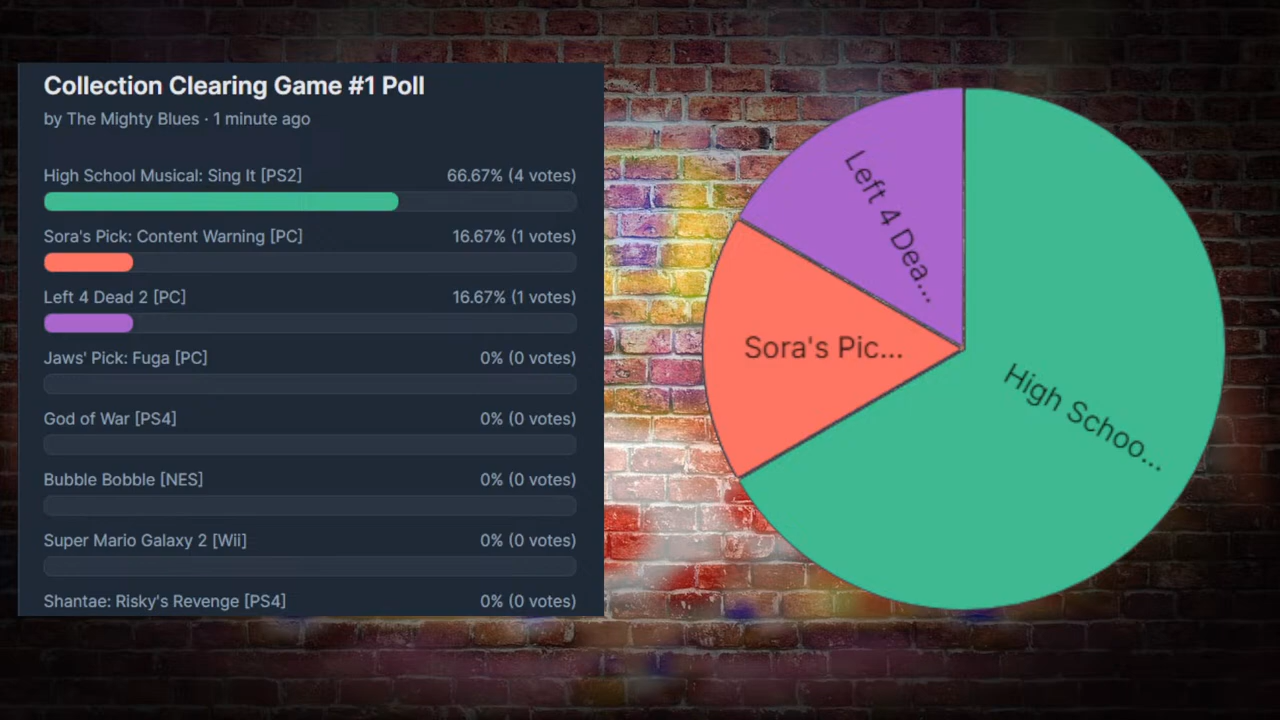 Collection Clearing Game #1 Poll
by The Mighty Blues · 1 minute ago
High School Musical: Sing It [PS2] 66.67% (4 votes)
Sora's Pick: Content Warning [PC] 16.67% (1 votes)
Left 4 Dead 2 [PC] 16.67% (1 votes)
Jaws' Pick: Fuga [PC] 0% (0 votes)
God of War [PS4] 0% (0 votes)
Bubble Bobble [NES] 0% (0 votes)
Super Mario Galaxy 2 [Wii] 0% (0 votes)
Shantae: Risky's Revenge [PS4] 0% (0 votes)
Left 4 Dea...
Sora's Pic...
High Schoo...